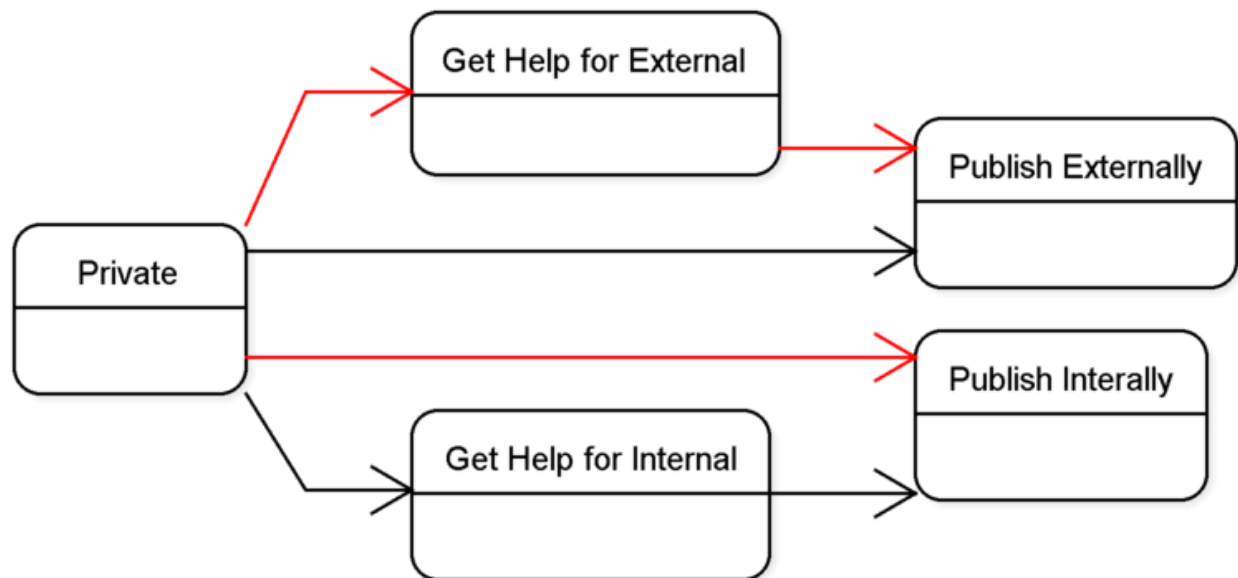 Get Help for External
Publish Externally
Private
Publish Interally
Get Help for Internal